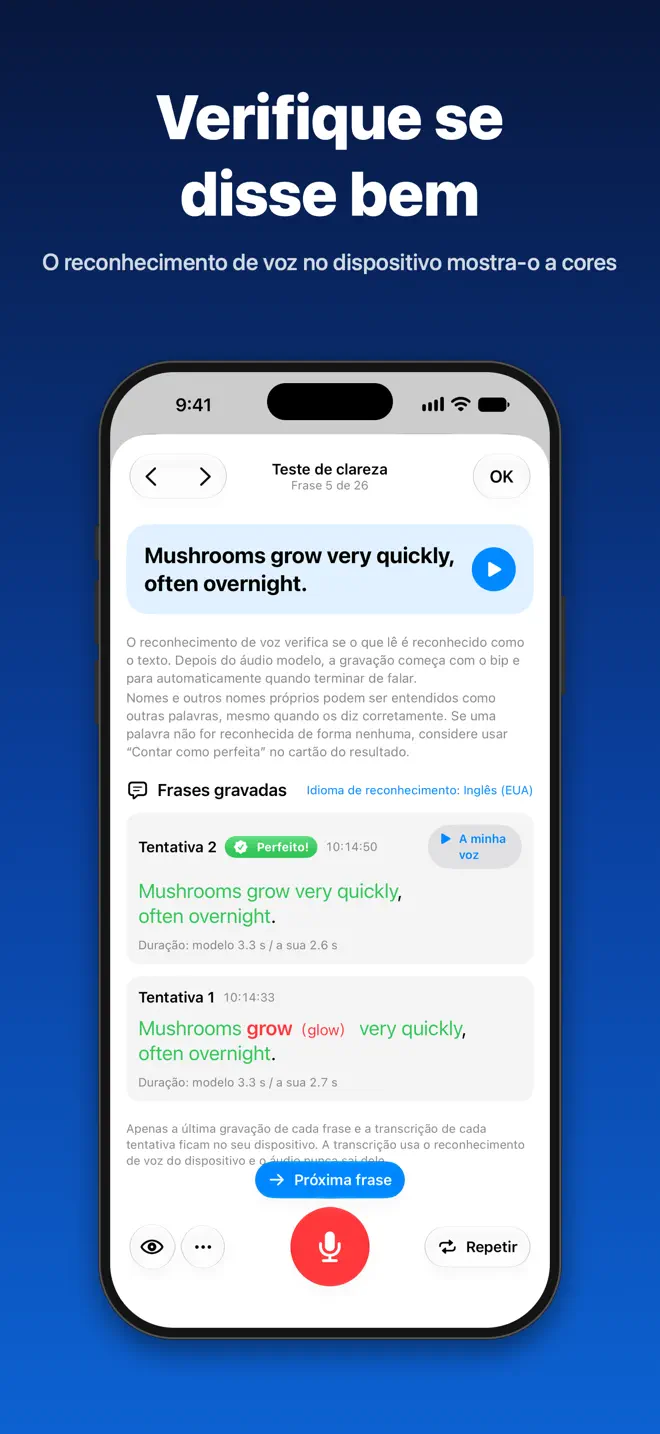 Verifique se
disse bem
O reconhecimento de voz no dispositivo mostra-o a cores
9:41
Teste de clareza
Frase 5 de 26
OK
Mushrooms grow very quickly,
often overnight.
O reconhecimento de voz verifica se o que lê é reconhecido como
o texto. Depois do áudio modelo, a gravação começa com o bip e
para automaticamente quando terminar de falar.
Nomes e outros nomes próprios podem ser entendidos como
outras palavras, mesmo quando os diz corretamente. Se uma
palavra não for reconhecida de forma nenhuma, considere usar
“Contar como perfeita” no cartão do resultado.
Frases gravadas
Idioma de reconhecimento: Inglês (EUA)
Tentativa 2
Perfeito!
10:14:50
A minha
voz
Mushrooms grow very quickly,
often overnight.
Duração: modelo 3.3 s / a sua 2.6 s
Tentativa 1
10:14:33
Mushrooms grow (glow) very quickly,
often overnight.
Duração: modelo 3.3 s / a sua 2.7 s
Apenas a última gravação de cada frase e a transcrição de cada
tentativa ficam no seu dispositivo. A transcrição usa o reconhecimento
de voz do dispositivo e o áudio nunca sai dele.
Próxima frase
Repetir